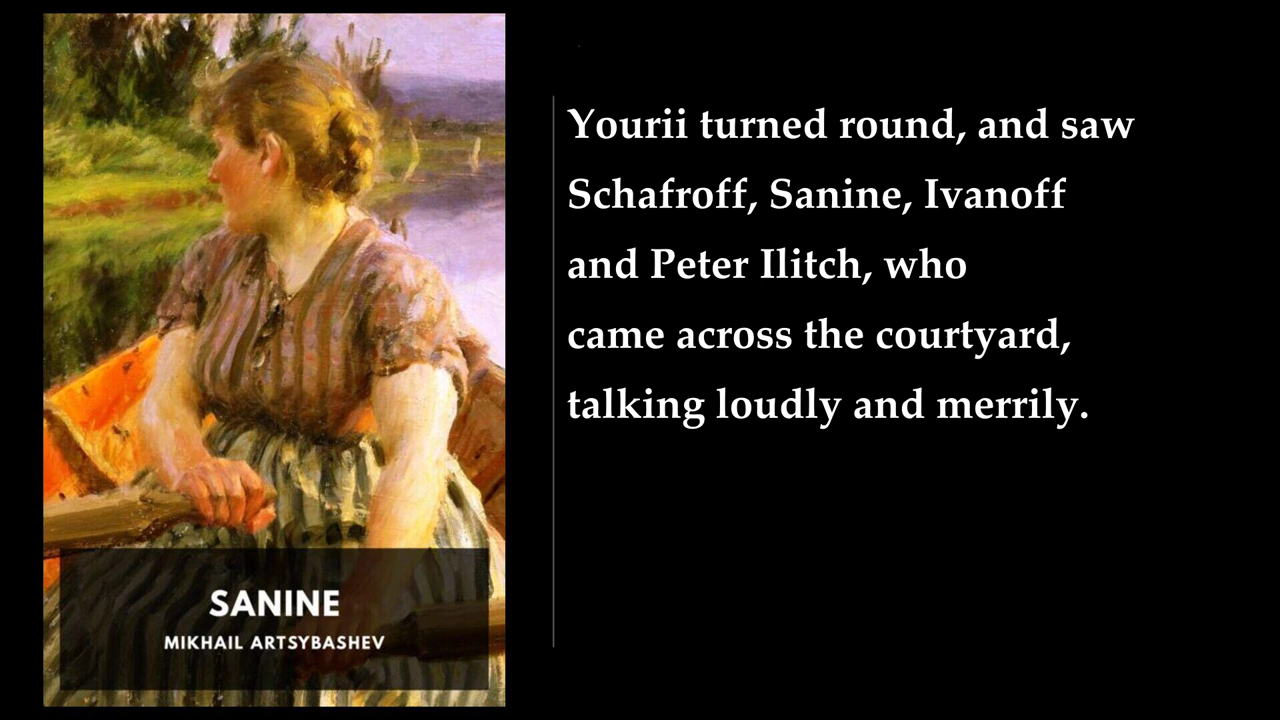 SANINE
MIKHAIL ARTSYBASHEV
Yourii turned round, and saw
Schafroff, Sanine, Ivanoff
and Peter Ilitch, who
came across the courtyard,
talking loudly and merrily.